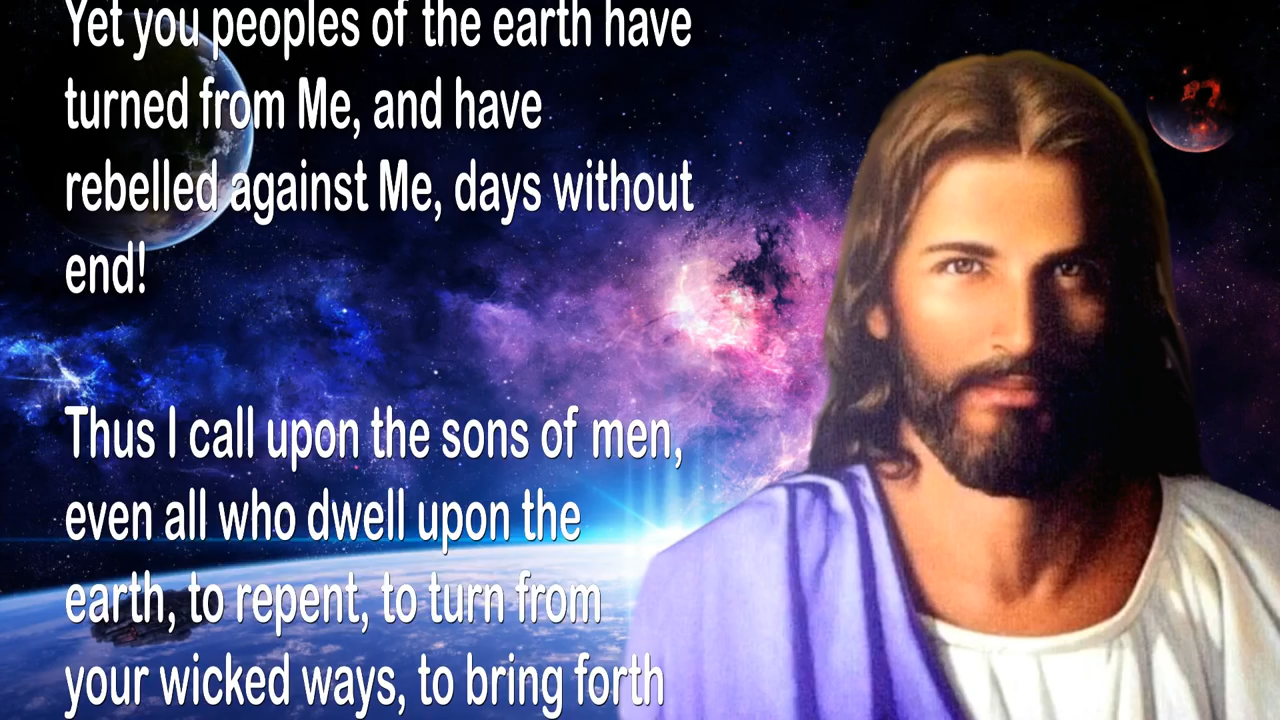 Yet you peoples of the earth have
turned from Me, and have
rebelled against Me, days without
end!
Thus I call upon the sons of men,
even all who dwell upon the
earth, to repent, to turn from
your wicked ways, to bring forth